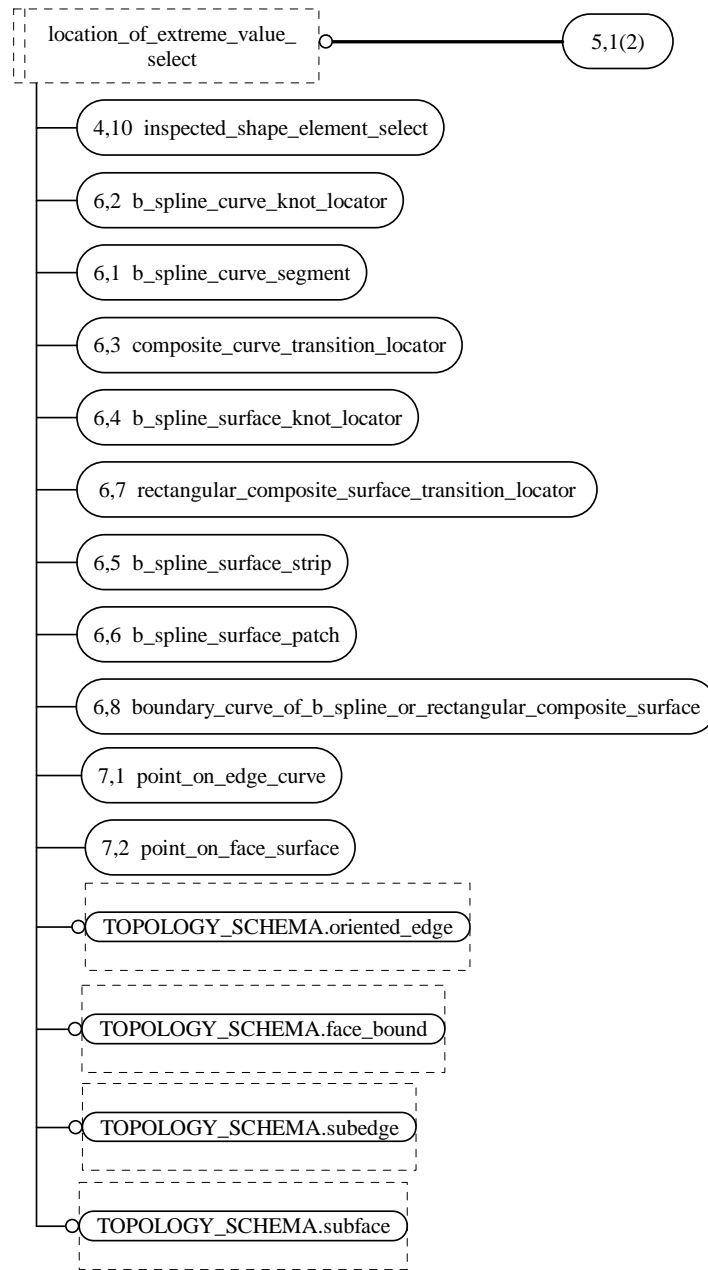 location_of_extreme_value_
select
5,1(2)
4,10 inspected_shape_element_select
6,2 b_spline_curve_knot_locator
6,1 b_spline_curve_segment
6,3 composite_curve_transition_locator
6,4 b_spline_surface_knot_locator
6,7 rectangular_composite_surface_transition_locator
6,5 b_spline_surface_strip
6,6 b_spline_surface_patch
6,8 boundary_curve_of_b_spline_or_rectangular_composite_surface
7,1 point_on_edge_curve
7,2 point_on_face_surface
TOPOLOGY_SCHEMA.oriented_edge
TOPOLOGY_SCHEMA.face_bound
TOPOLOGY_SCHEMA.subedge
TOPOLOGY_SCHEMA.subface